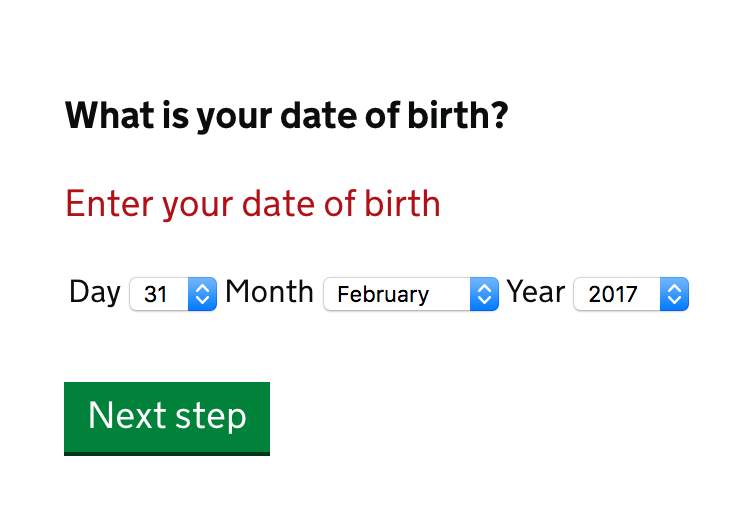 What is your date of birth?
Enter your date of birth
Day 31 Month February Year 2017
Next step